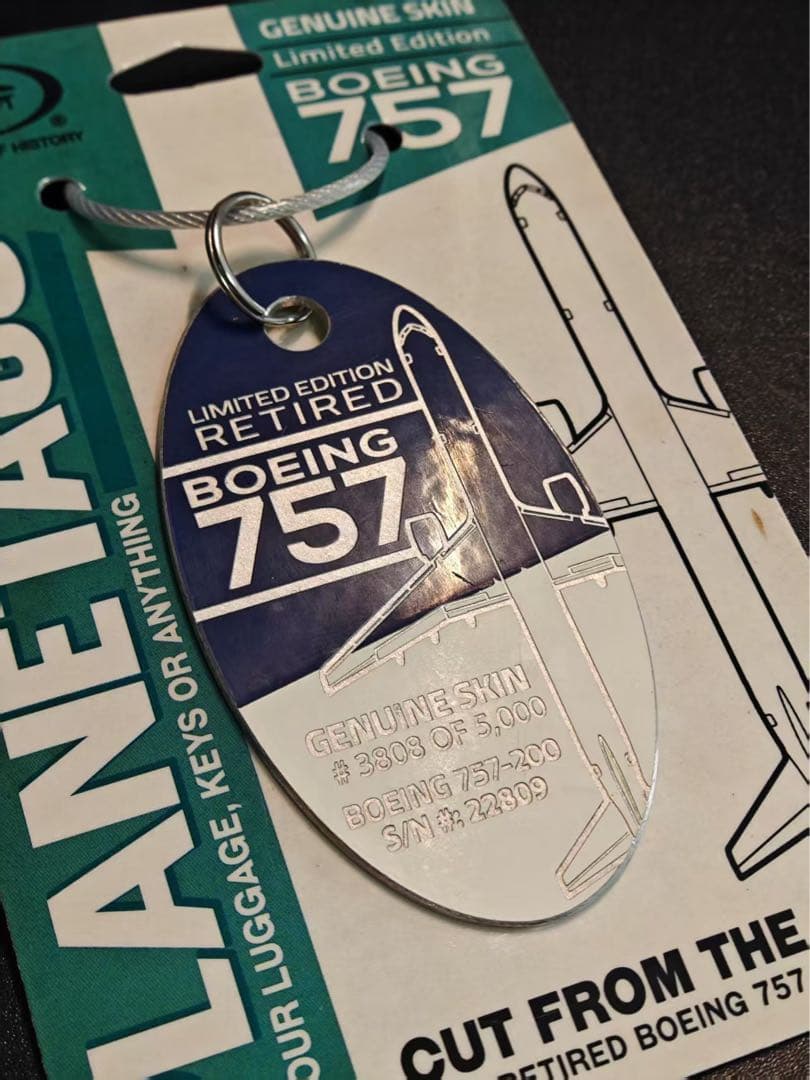 GENUINE SKIN
Limited Edition
BOEING
757
®
HISTORY
LIMITED EDITION
RETIRED
BOEING
757
GENUINE SKIN
# 3808 OF 5,000
BOEING 757-200
S/N #: 22809
LANETAGS
OUR LUGGAGE, KEYS OR ANYTHING
CUT FROM THE
RETIRED BOEING 757